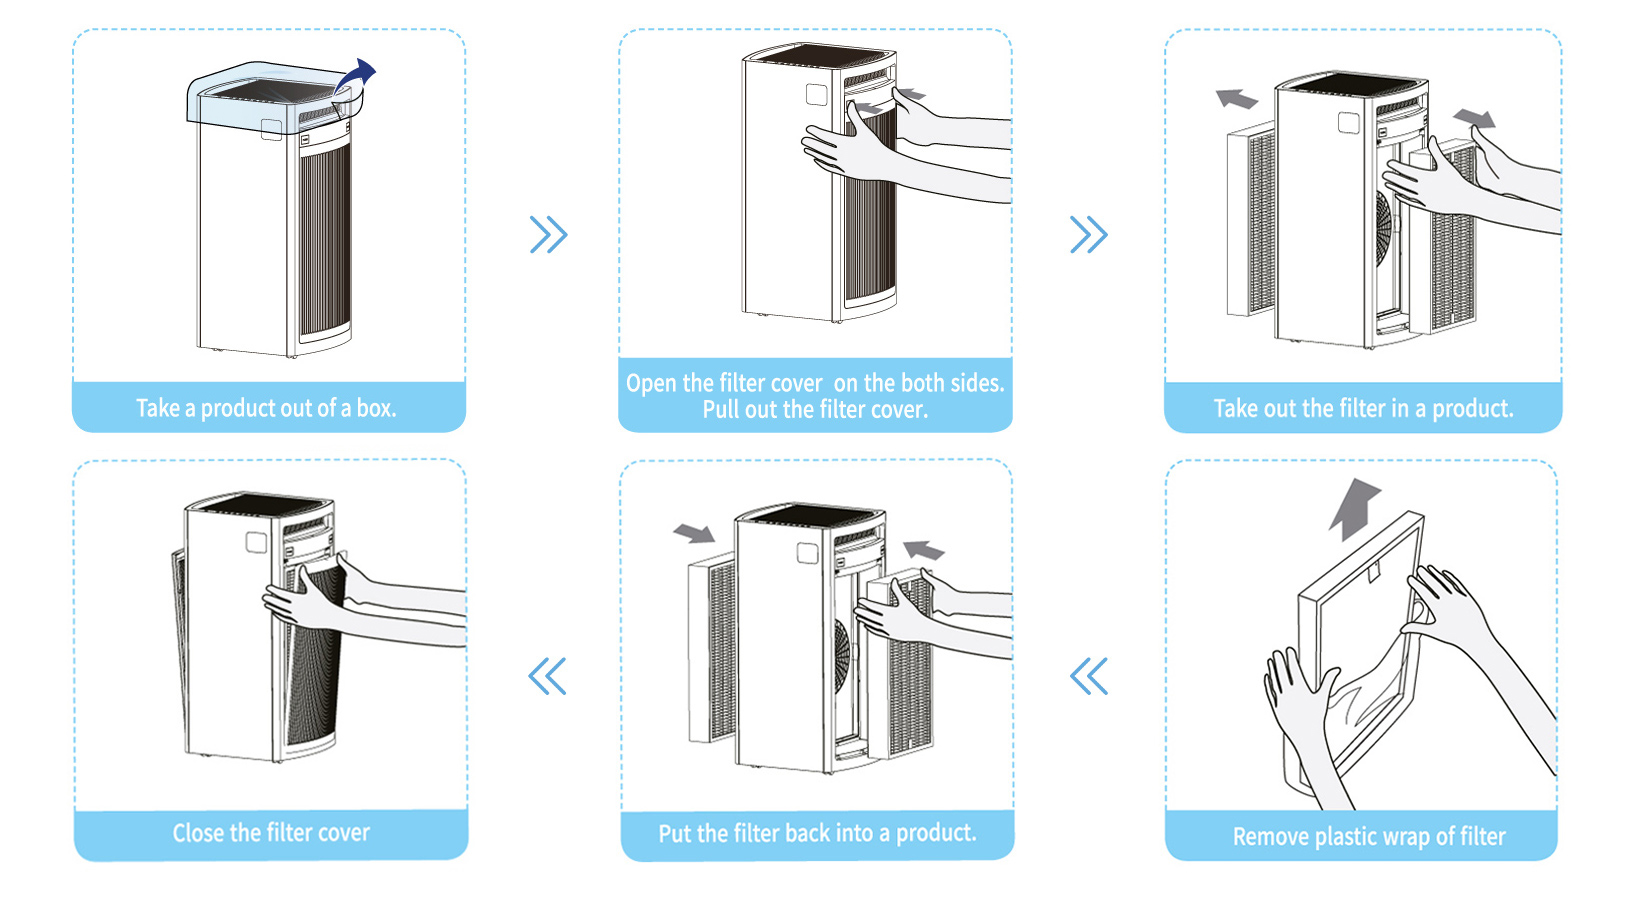 Take a product out of a box.
Open the filter cover on the both sides.
Pull out the filter cover.
Take out the filter in a product.
Remove plastic wrap of filter
Put the filter back into a product.
Close the filter cover